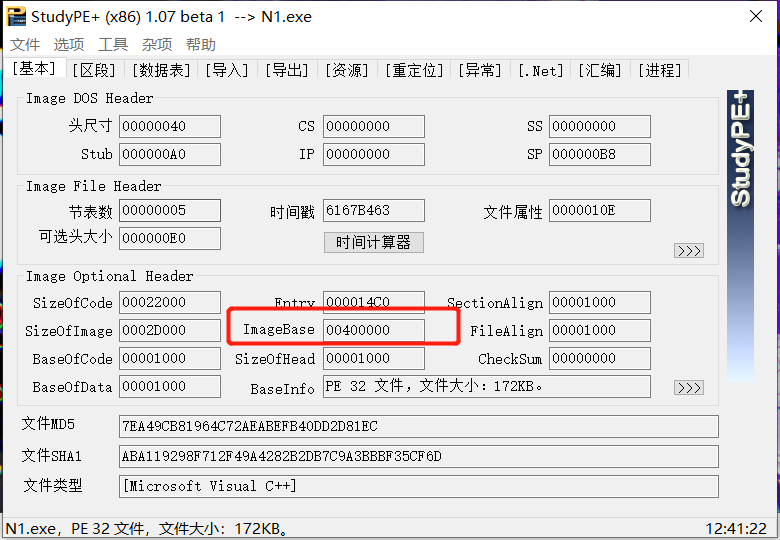 StudyPE+ (x86) 1.07 beta 1 --> N1.exe
文件 选项 工具 杂项 帮助
[基本] [区段] [数据表] [导入] [导出] [资源] [重定位] [异常] [.Net] [汇编] [进程]
Image DOS Header
头尺寸 00000040 CS 00000000 SS 00000000
Stub 000000A0 IP 00000000 SP 000000B8
Image File Header
节表数 00000005 时间戳 6167B463 文件属性 0000010E
可选头大小 000000E0 时间计算器 >>>
Image Optional Header
SizeOfCode 00022000 Entry 000014C0 SectionAlign 00001000
SizeOfImage 0002D000 ImageBase 00400000 FileAlign 00001000
BaseOfCode 00001000 SizeOfHead 00001000 CheckSum 00000000
BaseOfData 00001000 BaseInfo PE 32 文件，文件大小：172KB。 >>>
文件MD5 7EA49CB81964C72AEABEFB40DD2D81EC
文件SHA1 ABA119298F712F49A4282B2DB7C9A3BBBF35CF6D
文件类型 [Microsoft Visual C++]
StudyPE+
N1.exe，PE 32 文件，文件大小：172KB。 12:41:22